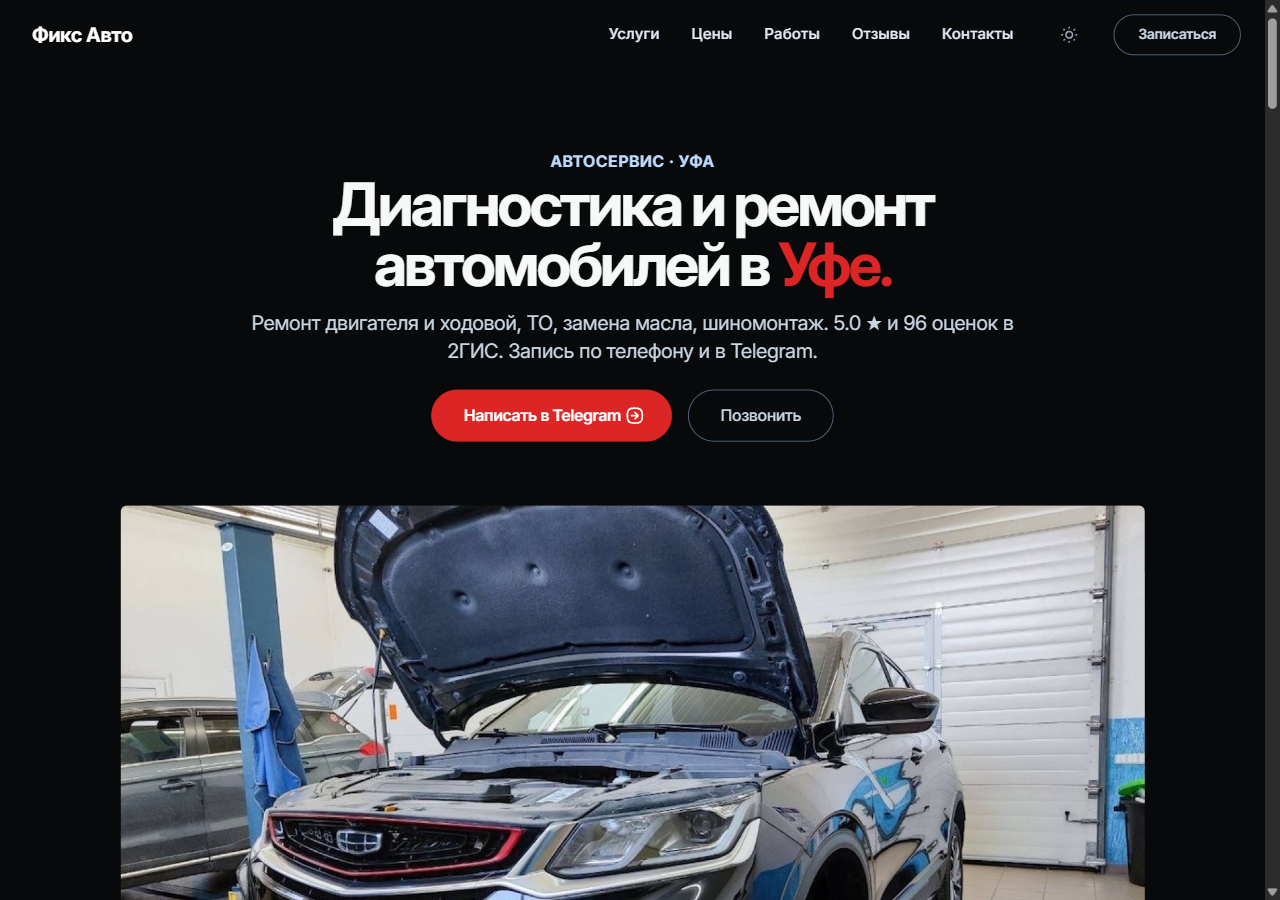 Фикс Авто
Услуги
Цены
Работы
Отзывы
Контакты
Записаться
АВТОСЕРВИС · УФА
Диагностика и ремонт
автомобилей в Уфе.
Ремонт двигателя и ходовой, ТО, замена масла, шиномонтаж. 5.0 ★ и 96 оценок в
2ГИС. Запись по телефону и в Telegram.
Написать в Telegram
Позвонить